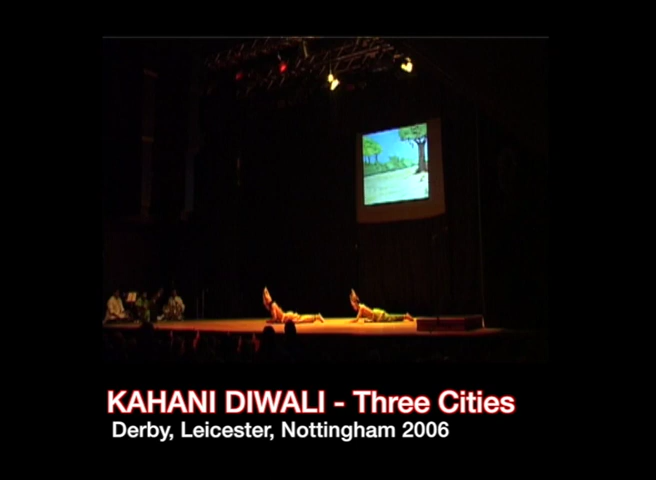 KAHANI DIWALI - Three Cities
Derby, Leicester, Nottingham 2006